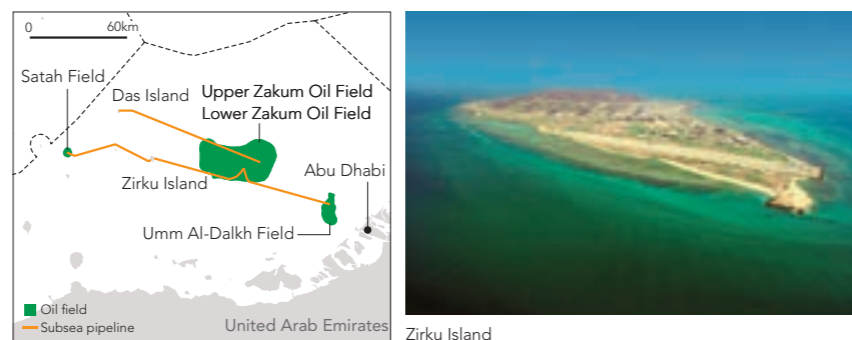 0 60km
Satah Field
Das Island
Upper Zakum Oil Field
Lower Zakum Oil Field
Zirku Island
Abu Dhabi
Umm Al-Dalkh Field
Oil field
Subsea pipeline
United Arab Emirates
Zirku Island